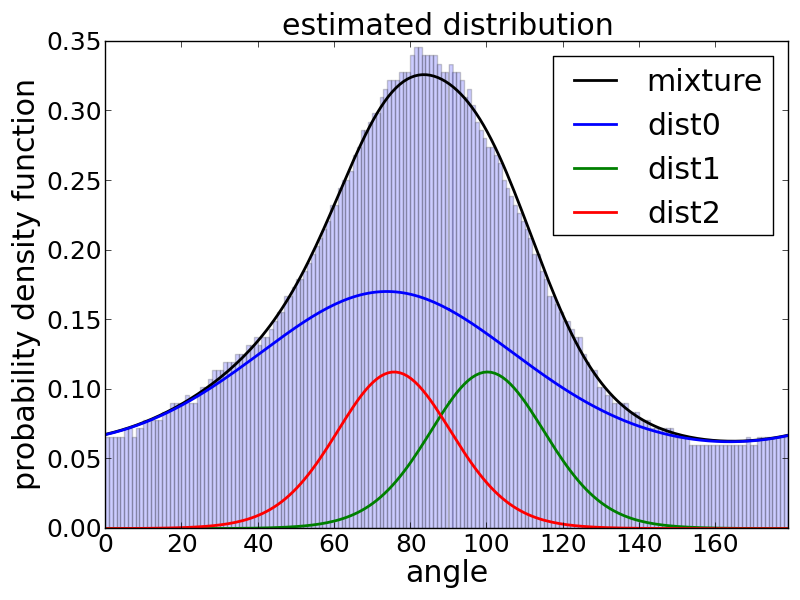 estimated distribution
probability density function
0.35
0.30
0.25
0.20
0.15
0.10
0.05
0.00
mixture
dist0
dist1
dist2
0 20 40 60 80 100 120 140 160
angle